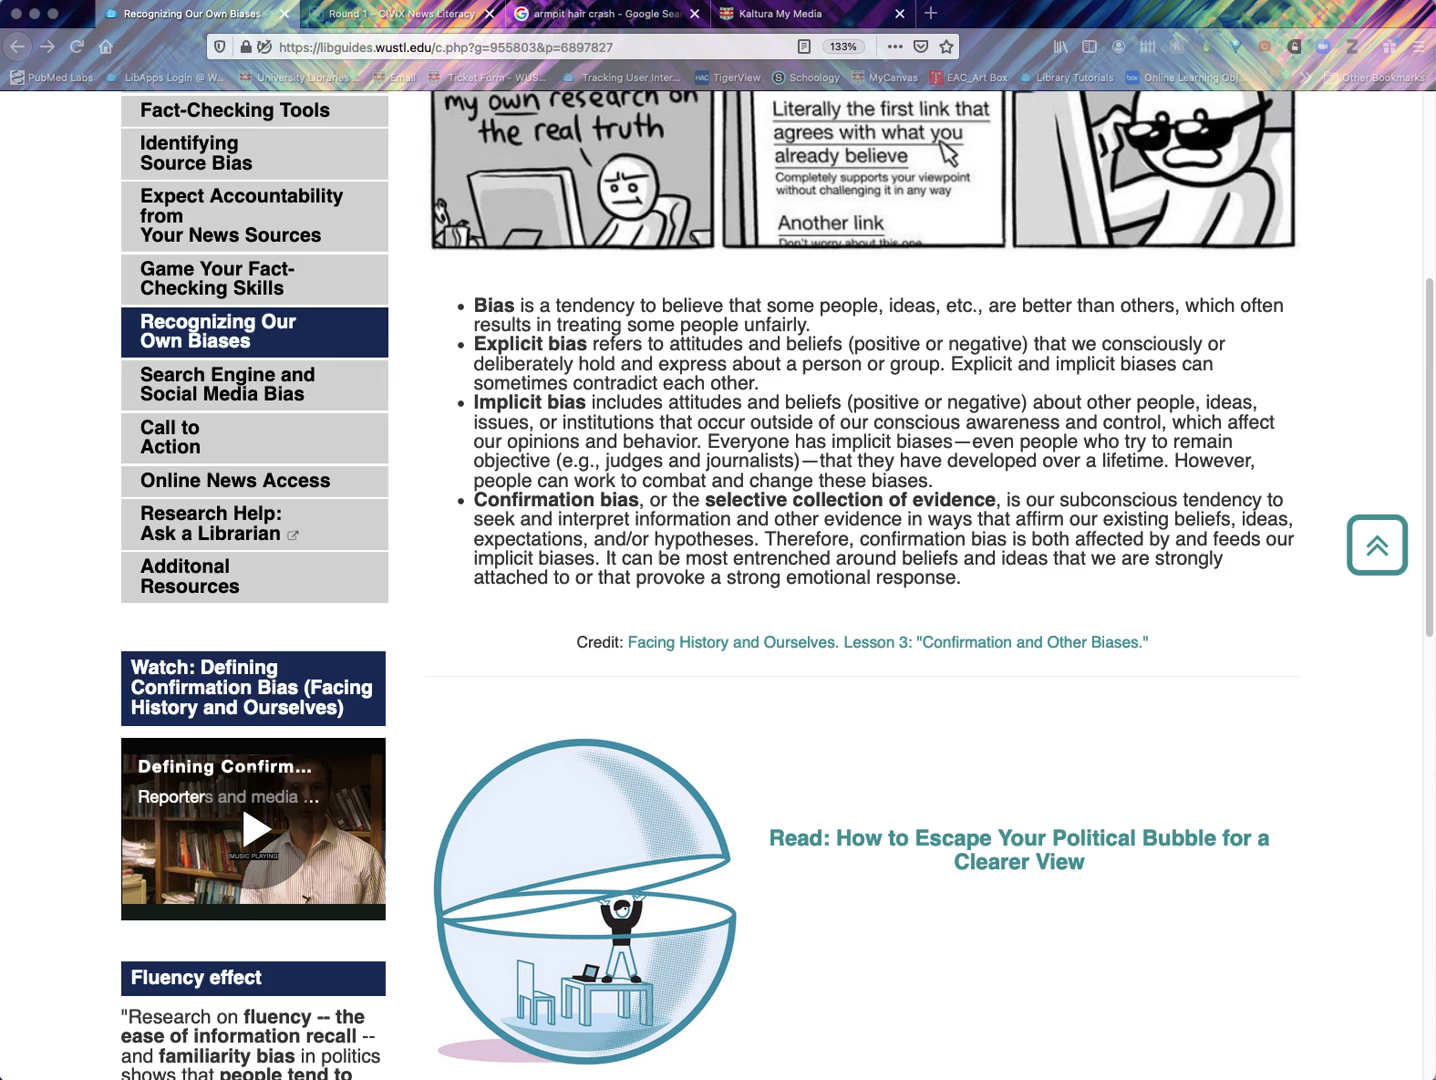 Recognizing Our Own Biases
Round 1 – CIVIX News Literacy
armpit hair crash - Google Sear
Kaltura My Media
https://libguides.wustl.edu/c.php?g=955803&p=6897827
133%
PubMed Labs
LibApps Login @ W...
University Libraries...
Email
Ticket Form - WUS...
Tracking User Inter...
HAC TigerView
Schoology
MyCanvas
EAC_Art Box
Library Tutorials
Online Learning Obj...
Other Bookmarks
Fact-Checking Tools
Identifying
Source Bias
Expect Accountability
from
Your News Sources
Game Your Fact-
Checking Skills
Recognizing Our
Own Biases
Search Engine and
Social Media Bias
Call to
Action
Online News Access
Research Help:
Ask a Librarian
Additonal
Resources
Watch: Defining
Confirmation Bias (Facing
History and Ourselves)
Defining Confirm...
Reporters and media ...
[MUSIC PLAYING]
Fluency effect
"Research on fluency -- the
ease of information recall --
and familiarity bias in politics
shows that people tend to
my own research on
the real truth
Literally the first link that
agrees with what you
already believe
Completely supports your viewpoint
without challenging it in any way
Another link
Don't worry about this one
• Bias is a tendency to believe that some people, ideas, etc., are better than others, which often
results in treating some people unfairly.
• Explicit bias refers to attitudes and beliefs (positive or negative) that we consciously or
deliberately hold and express about a person or group. Explicit and implicit biases can
sometimes contradict each other.
• Implicit bias includes attitudes and beliefs (positive or negative) about other people, ideas,
issues, or institutions that occur outside of our conscious awareness and control, which affect
our opinions and behavior. Everyone has implicit biases—even people who try to remain
objective (e.g., judges and journalists)—that they have developed over a lifetime. However,
people can work to combat and change these biases.
• Confirmation bias, or the selective collection of evidence, is our subconscious tendency to
seek and interpret information and other evidence in ways that affirm our existing beliefs, ideas,
expectations, and/or hypotheses. Therefore, confirmation bias is both affected by and feeds our
implicit biases. It can be most entrenched around beliefs and ideas that we are strongly
attached to or that provoke a strong emotional response.
Credit: Facing History and Ourselves. Lesson 3: "Confirmation and Other Biases."
Read: How to Escape Your Political Bubble for a
Clearer View